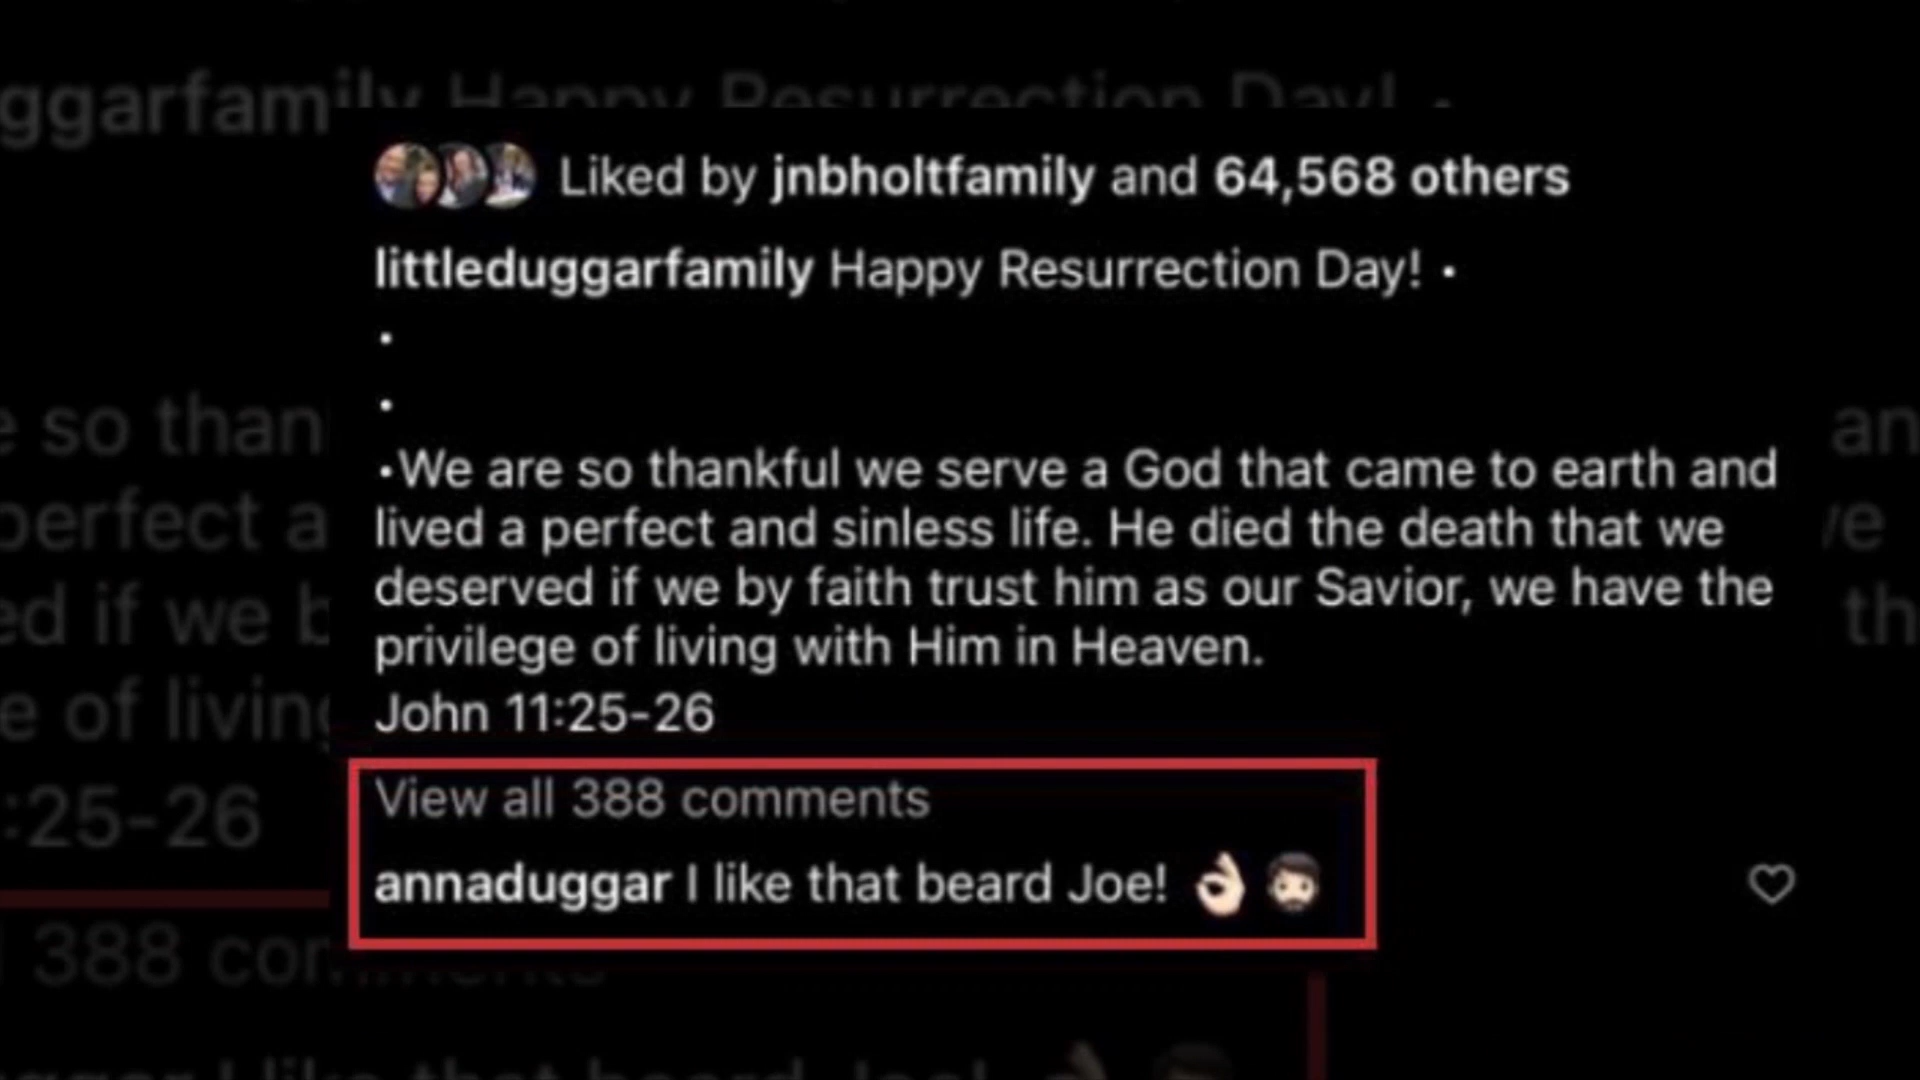 Liked by jnbholtfamily and 64,568 others
littleduggarfamily Happy Resurrection Day! •
•
•
•We are so thankful we serve a God that came to earth and
lived a perfect and sinless life. He died the death that we
deserved if we by faith trust him as our Savior, we have the
privilege of living with Him in Heaven.
John 11:25-26
View all 388 comments
annaduggar I like that beard Joe! 👌🏻 🧔🏻